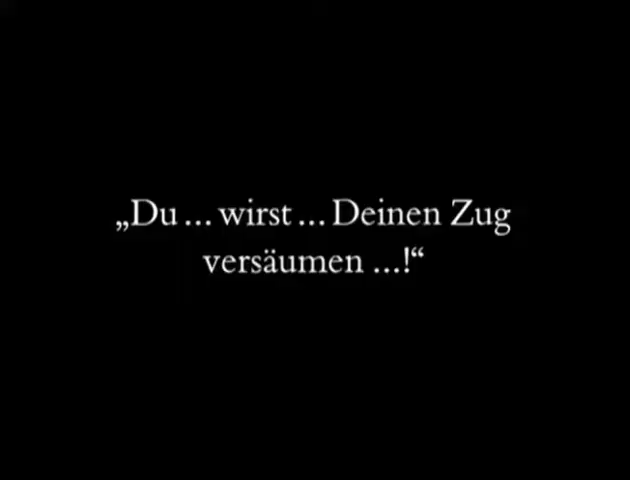 „Du ... wirst ... Deinen Zug
versäumen ...!“